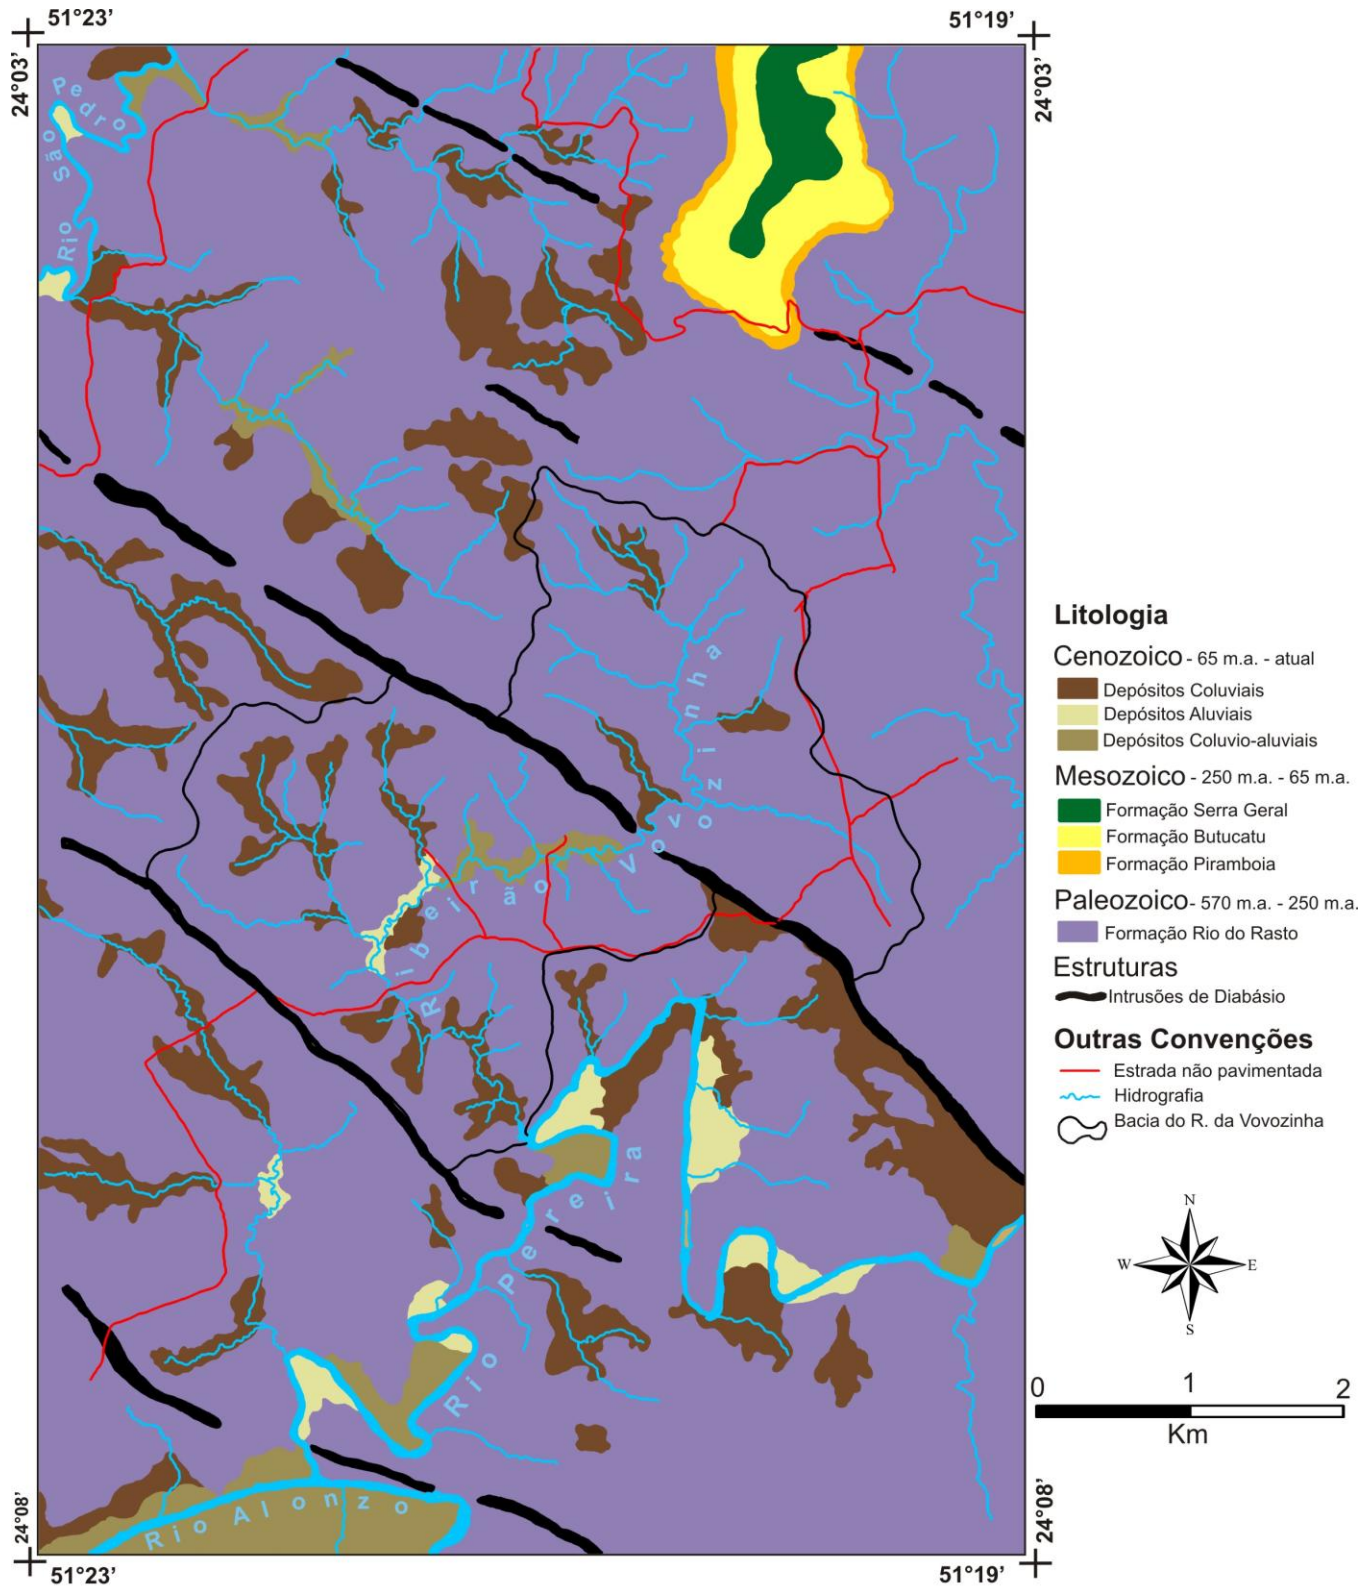 51°23’
51°19’
24°03’
24°03’
Rio São Pedro
Ribeirão Vovozinha
Rio Pereira
Rio Alonzo
Litologia
Cenozoico - 65 m.a. - atual
Depósitos Coluviais
Depósitos Aluviais
Depósitos Coluvio-aluviais
Mesozoico - 250 m.a. - 65 m.a.
Formação Serra Geral
Formação Butucatu
Formação Piramboia
Paleozoico - 570 m.a. - 250 m.a.
Formação Rio do Rasto
Estruturas
Intrusões de Diabásio
Outras Convenções
Estrada não pavimentada
Hidrografia
Bacia do R. da Vovozinha
N
W E
S
0 1 2
Km
24°08’
24°08’
51°23’
51°19’